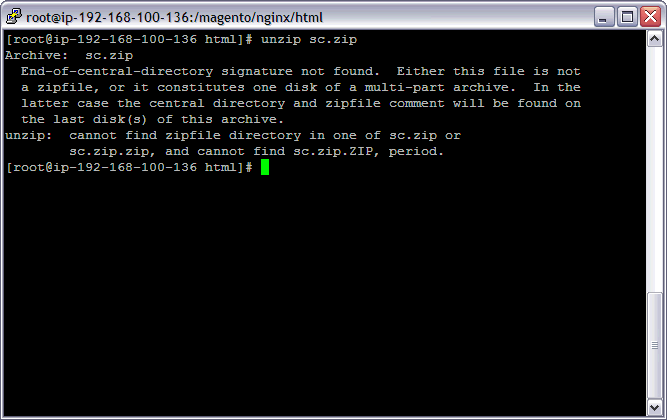 root@ip-192-168-100-136:/magento/nginx/html
[root@ip-192-168-100-136 html]# unzip sc.zip
Archive:  sc.zip
  End-of-central-directory signature not found.  Either this file is not
  a zipfile, or it constitutes one disk of a multi-part archive.  In the
  latter case the central directory and zipfile comment will be found on
  the last disk(s) of this archive.
unzip:  cannot find zipfile directory in one of sc.zip or
        sc.zip.zip, and cannot find sc.zip.ZIP, period.
[root@ip-192-168-100-136 html]#